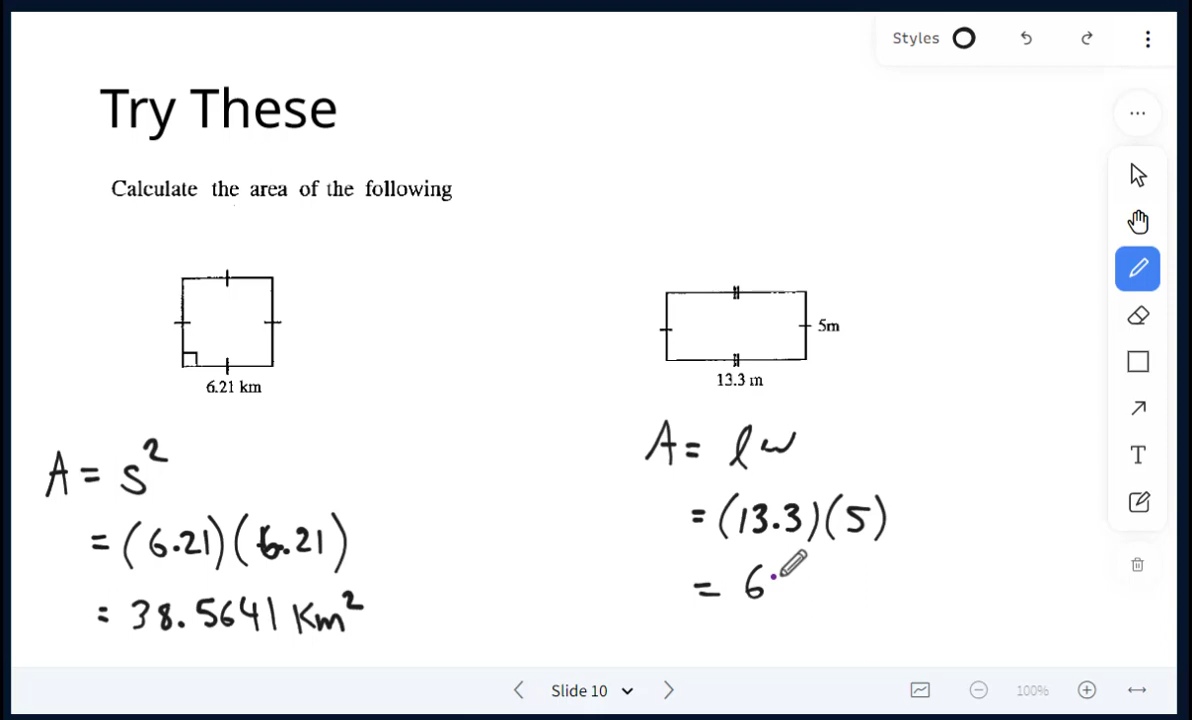 Styles
Try These
Calculate the area of the following
6.21 km
5m
13.3 m
A = s²
= (6.21)(6.21)
= 38.5641 Km²
A = lw
= (13.3)(5)
= 6
T
Slide 10
100%